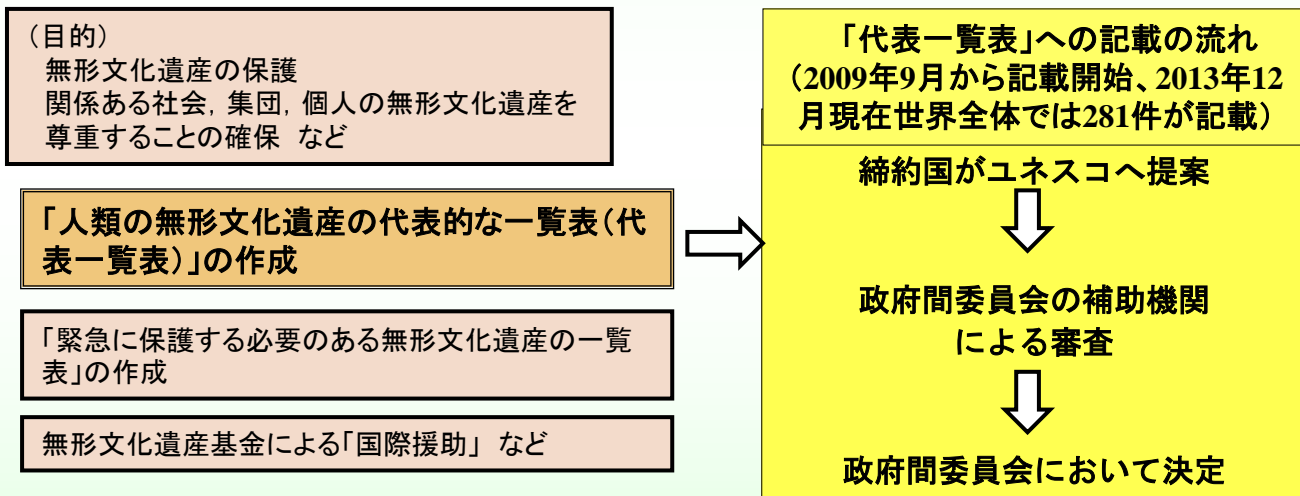 （目的）
無形文化遺産の保護
関係ある社会，集団，個人の無形文化遺産を
尊重することの確保 など
「人類の無形文化遺産の代表的な一覧表（代
表一覧表）」の作成
「緊急に保護する必要のある無形文化遺産の一覧
表」の作成
無形文化遺産基金による「国際援助」 など
「代表一覧表」への記載の流れ
（2009年9月から記載開始、2013年12
月現在世界全体では281件が記載）
締約国がユネスコへ提案
政府間委員会の補助機関
による審査
政府間委員会において決定